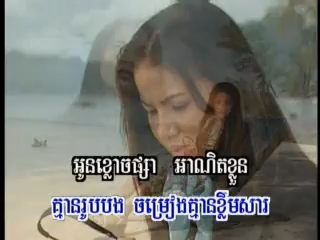 អូនខ្លោចផ្សា អាណិតខ្លួន
គ្មានរូបបង ចម្រៀងគ្មានខ្លឹមសារ